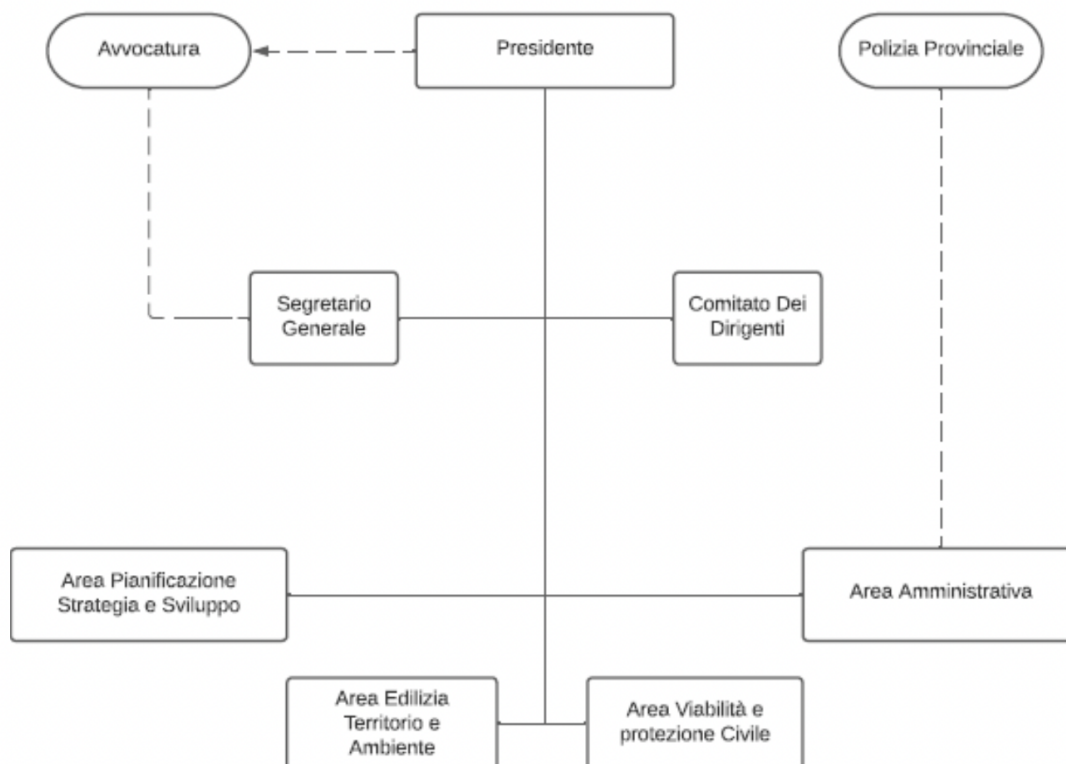 Avvocatura
Presidente
Polizia Provinciale
Segretario
Generale
Comitato Dei
Dirigenti
Area Pianificazione
Strategia e Sviluppo
Area Amministrativa
Area Edilizia
Territorio e
Ambiente
Area Viabilità e
protezione Civile